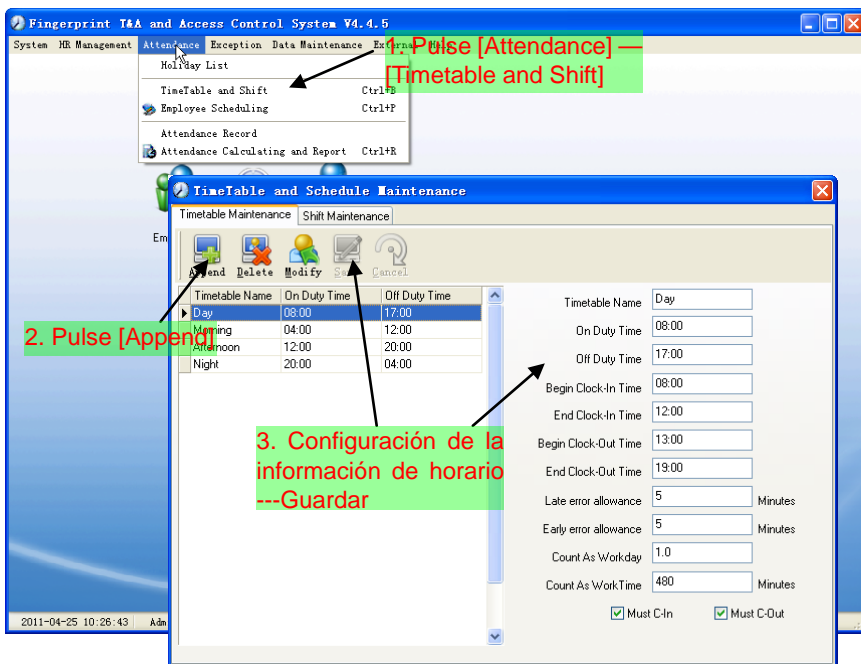 Fingerprint T&A and Access Control System V4.4.5
System HR Management Attendance Exception Data Maintenance External Help
Holiday List
TimeTable and Shift Ctrl+B
Employee Scheduling Ctrl+P
Attendance Record
Attendance Calculating and Report Ctrl+R
1. Pulse [Attendance] —
[Timetable and Shift]
Em
TimeTable and Schedule Maintenance
Timetable Maintenance Shift Maintenance
Append Delete Modify Save Cancel
Timetable Name On Duty Time Off Duty Time
Day 08:00 17:00
Morning 04:00 12:00
Afternoon 12:00 20:00
Night 20:00 04:00
2. Pulse [Append]
3. Configuración de la
información de horario
---Guardar
Timetable Name Day
On Duty Time 08:00
Off Duty Time 17:00
Begin Clock-In Time 08:00
End Clock-In Time 12:00
Begin Clock-Out Time 13:00
End Clock-Out Time 19:00
Late error allowance 5 Minutes
Early error allowance 5 Minutes
Count As Workday 1.0
Count As WorkTime 480 Minutes
Must C-In Must C-Out
2011-04-25 10:26:43 Adm